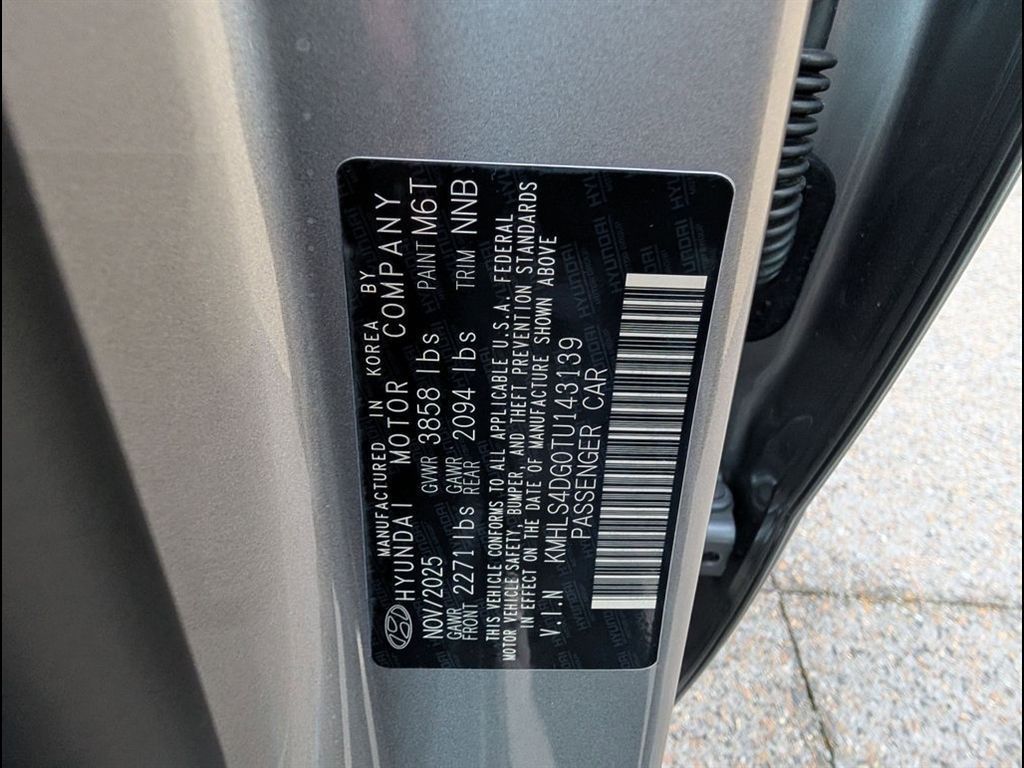 MANUFACTURED IN KOREA BY
HYUNDAI MOTOR COMPANY
NOV/2025 GVWR 3858 lbs PAINT M6T
GAWR FRONT 2271 lbs GAWR REAR 2094 lbs TRIM NNB
THIS VEHICLE CONFORMS TO ALL APPLICABLE U.S.A. FEDERAL
MOTOR VEHICLE SAFETY, BUMPER, AND THEFT PREVENTION STANDARDS
IN EFFECT ON THE DATE OF MANUFACTURE SHOWN ABOVE
V.I.N KMHLS4DG0TU143139
PASSENGER CAR